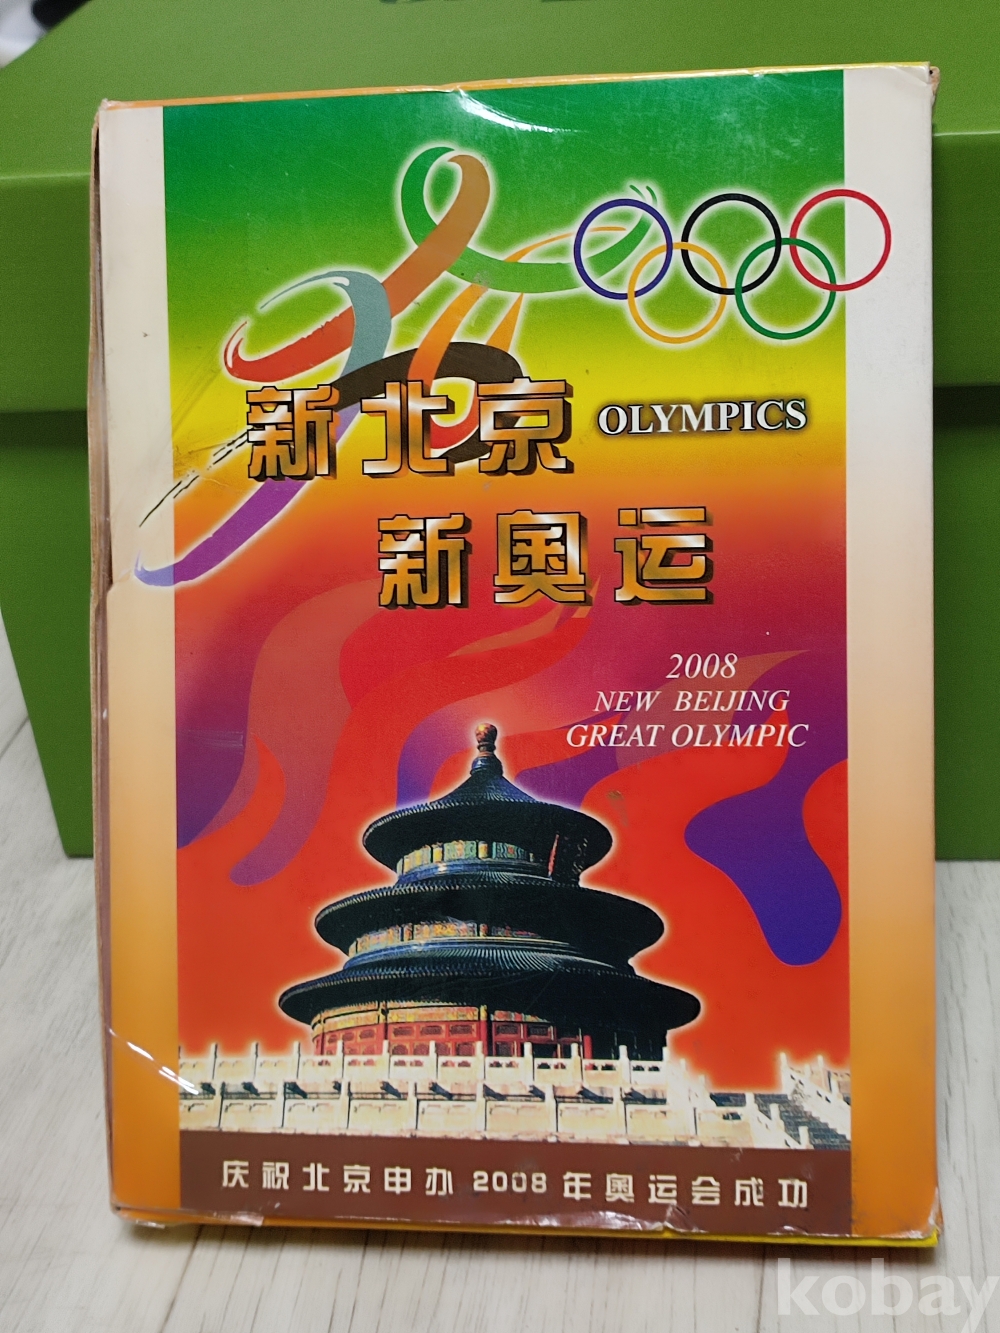 新北京
OLYMPICS
新奥运
2008
NEW BEIJING
GREAT OLYMPIC
庆祝北京申办2008年奥运会成功
kobay